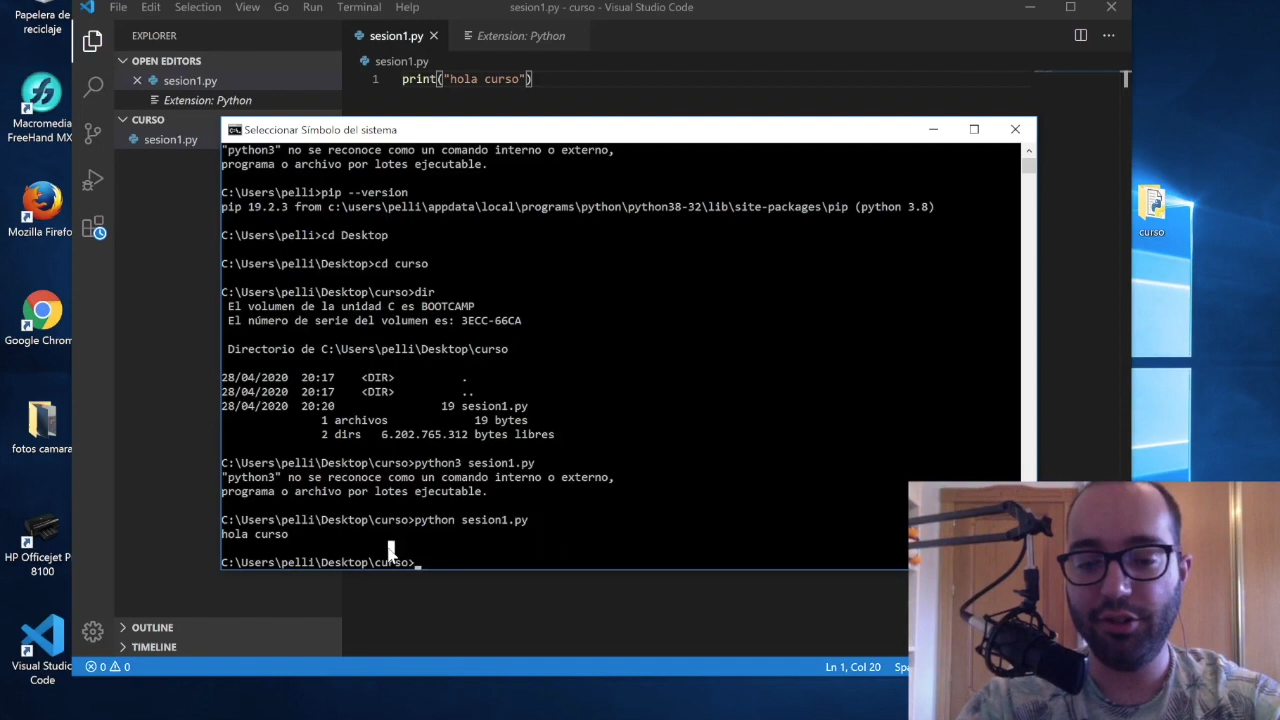 Papelera de
reciclaje
File Edit Selection View Go Run Terminal Help
sesion1.py - curso - Visual Studio Code
EXPLORER
OPEN EDITORS
sesion1.py
Extension: Python
CURSO
sesion1.py
sesion1.py
Extension: Python
sesion1.py
1 print("hola curso")
Macromedia
FreeHand MX
Mozilla Firefo
Google Chrom
fotos camara
HP Officejet P
8100
Visual Studio
Code
curso
Seleccionar Símbolo del sistema
"python3" no se reconoce como un comando interno o externo,
programa o archivo por lotes ejecutable.
C:\Users\pelli>pip --version
pip 19.2.3 from c:\users\pelli\appdata\local\programs\python\python38-32\lib\site-packages\pip (python 3.8)
C:\Users\pelli>cd Desktop
C:\Users\pelli\Desktop>cd curso
C:\Users\pelli\Desktop\curso>dir
El volumen de la unidad C es BOOTCAMP
El número de serie del volumen es: 3ECC-66CA
Directorio de C:\Users\pelli\Desktop\curso
28/04/2020 20:17 <DIR> .
28/04/2020 20:17 <DIR> ..
28/04/2020 20:20 19 sesion1.py
1 archivos 19 bytes
2 dirs 6.202.765.312 bytes libres
C:\Users\pelli\Desktop\curso>python3 sesion1.py
"python3" no se reconoce como un comando interno o externo,
programa o archivo por lotes ejecutable.
C:\Users\pelli\Desktop\curso>python sesion1.py
hola curso
C:\Users\pelli\Desktop\curso>_
OUTLINE
TIMELINE
0 0
Ln 1, Col 20 Spa